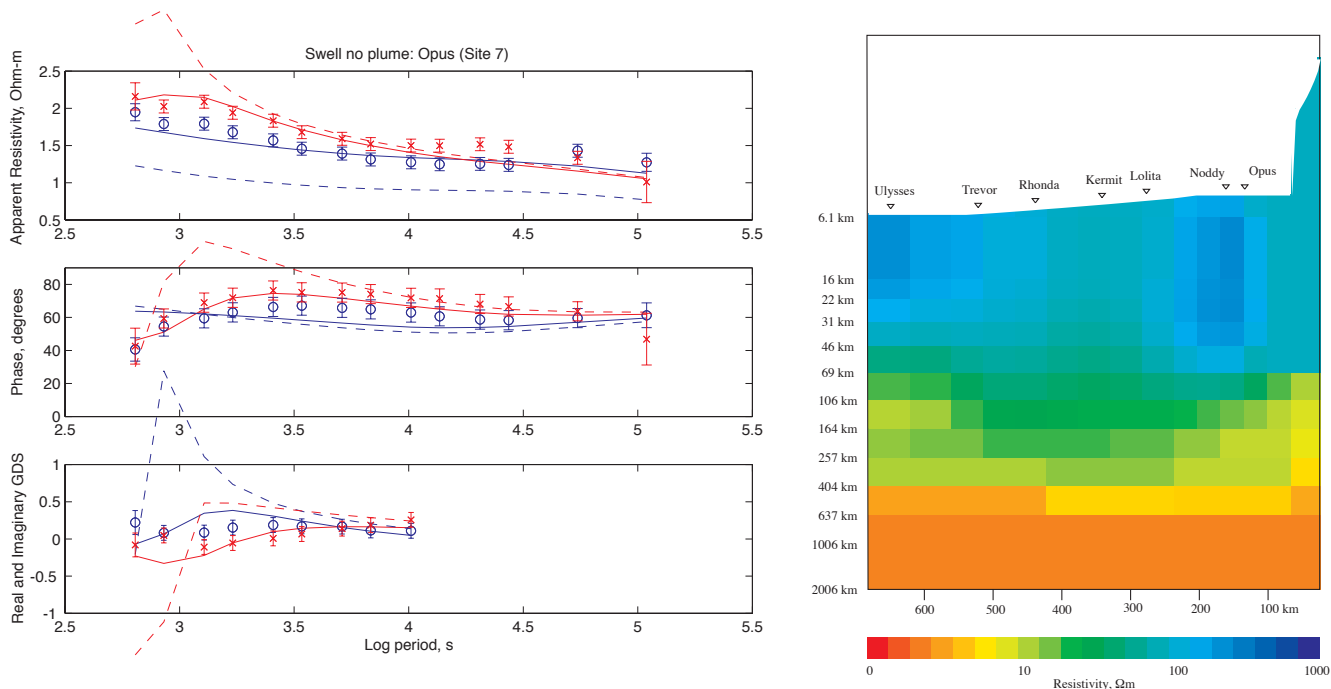 Swell no plume: Opus (Site 7)
Apparent Resistivity, Ohm-m
2.5
2
1.5
1
0.5
2.5 3 3.5 4 4.5 5 5.5
Phase, degrees
80
60
40
20
0
2.5 3 3.5 4 4.5 5 5.5
Real and Imaginary GDS
1
0.5
0
-0.5
-1
2.5 3 3.5 4 4.5 5 5.5
Log period, s
Ulysses Trevor Rhonda Kermit Lolita Noddy Opus
6.1 km
16 km
22 km
31 km
46 km
69 km
106 km
164 km
257 km
404 km
637 km
1006 km
2006 km
600 500 400 300 200 100 km
0 10 100 1000
Resistivity, Ωm